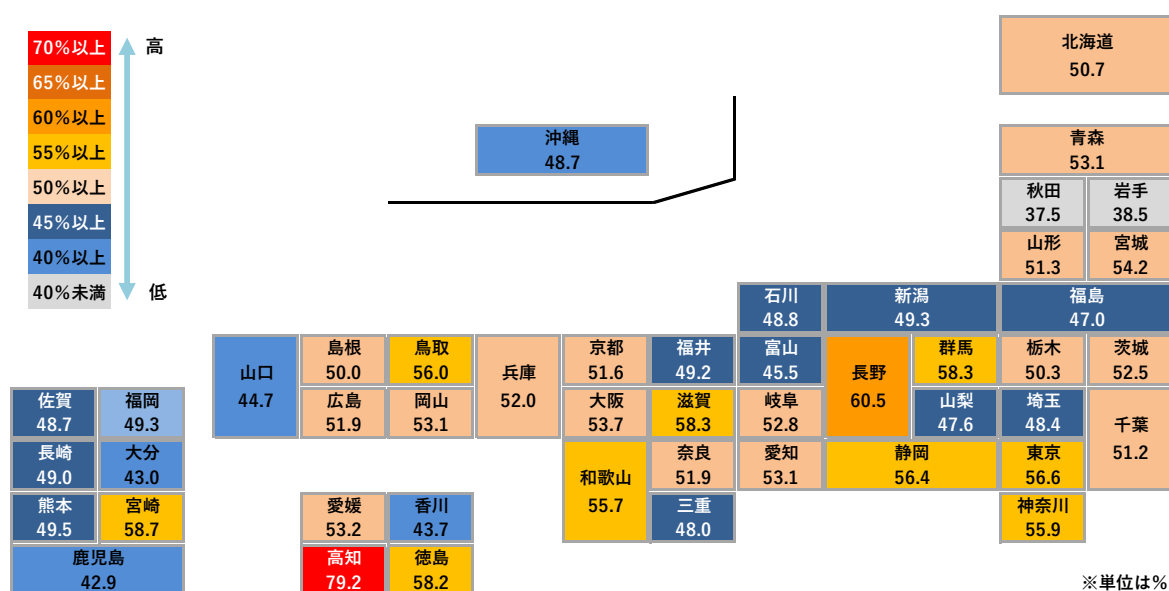 70%以上
高
65%以上
60%以上
55%以上
50%以上
45%以上
40%以上
40%未満
低
北海道
50.7
沖縄
48.7
青森
53.1
秋田
37.5
岩手
38.5
山形
51.3
宮城
54.2
石川
48.8
新潟
49.3
福島
47.0
山口
44.7
島根
50.0
鳥取
56.0
兵庫
52.0
京都
51.6
福井
49.2
富山
45.5
長野
60.5
群馬
58.3
栃木
50.3
茨城
52.5
佐賀
48.7
福岡
49.3
広島
51.9
岡山
53.1
大阪
53.7
滋賀
58.3
岐阜
52.8
山梨
47.6
埼玉
48.4
千葉
51.2
長崎
49.0
大分
43.0
和歌山
55.7
奈良
51.9
愛知
53.1
静岡
56.4
東京
56.6
熊本
49.5
宮崎
58.7
愛媛
53.2
香川
43.7
三重
48.0
神奈川
55.9
鹿児島
42.9
高知
79.2
徳島
58.2
※単位は%